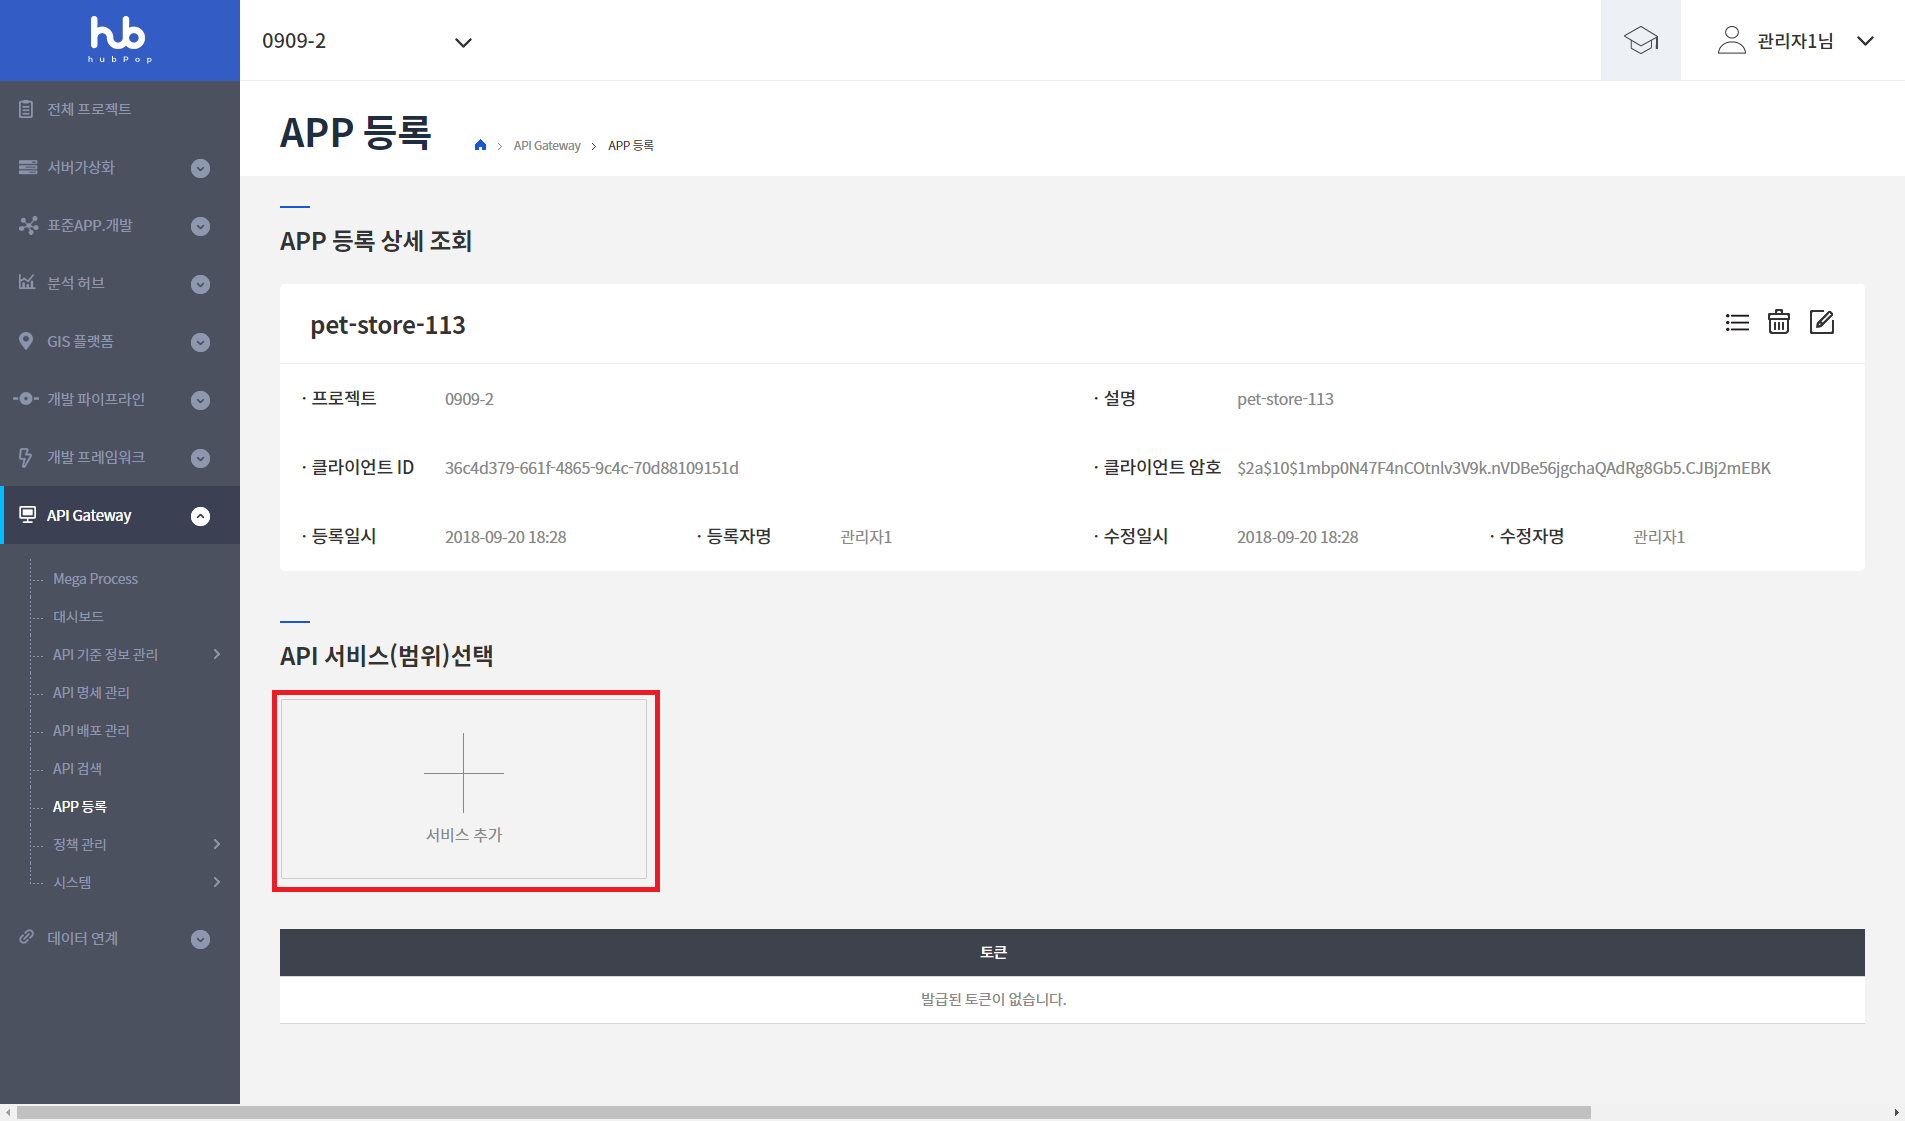 hub
hubPop
0909-2
관리자1님
전체 프로젝트
서버가상화
표준APP.개발
분석 허브
GIS 플랫폼
개발 파이프라인
개발 프레임워크
API Gateway
Mega Process
대시보드
API 기준 정보 관리
API 명세 관리
API 배포 관리
API 검색
APP 등록
정책 관리
시스템
데이터 연계
APP 등록
API Gateway > APP 등록
APP 등록 상세 조회
pet-store-113
· 프로젝트 0909-2 · 설명 pet-store-113
· 클라이언트 ID 36c4d379-661f-4865-9c4c-70d88109151d · 클라이언트 암호 $2a$10$1mbp0N47F4nCOtnlv3V9k.nVDBe56jgchaQAdRg8Gb5.CJBj2mEBK
· 등록일시 2018-09-20 18:28 · 등록자명 관리자1 · 수정일시 2018-09-20 18:28 · 수정자명 관리자1
API 서비스(범위)선택
서비스 추가
토큰
발급된 토큰이 없습니다.